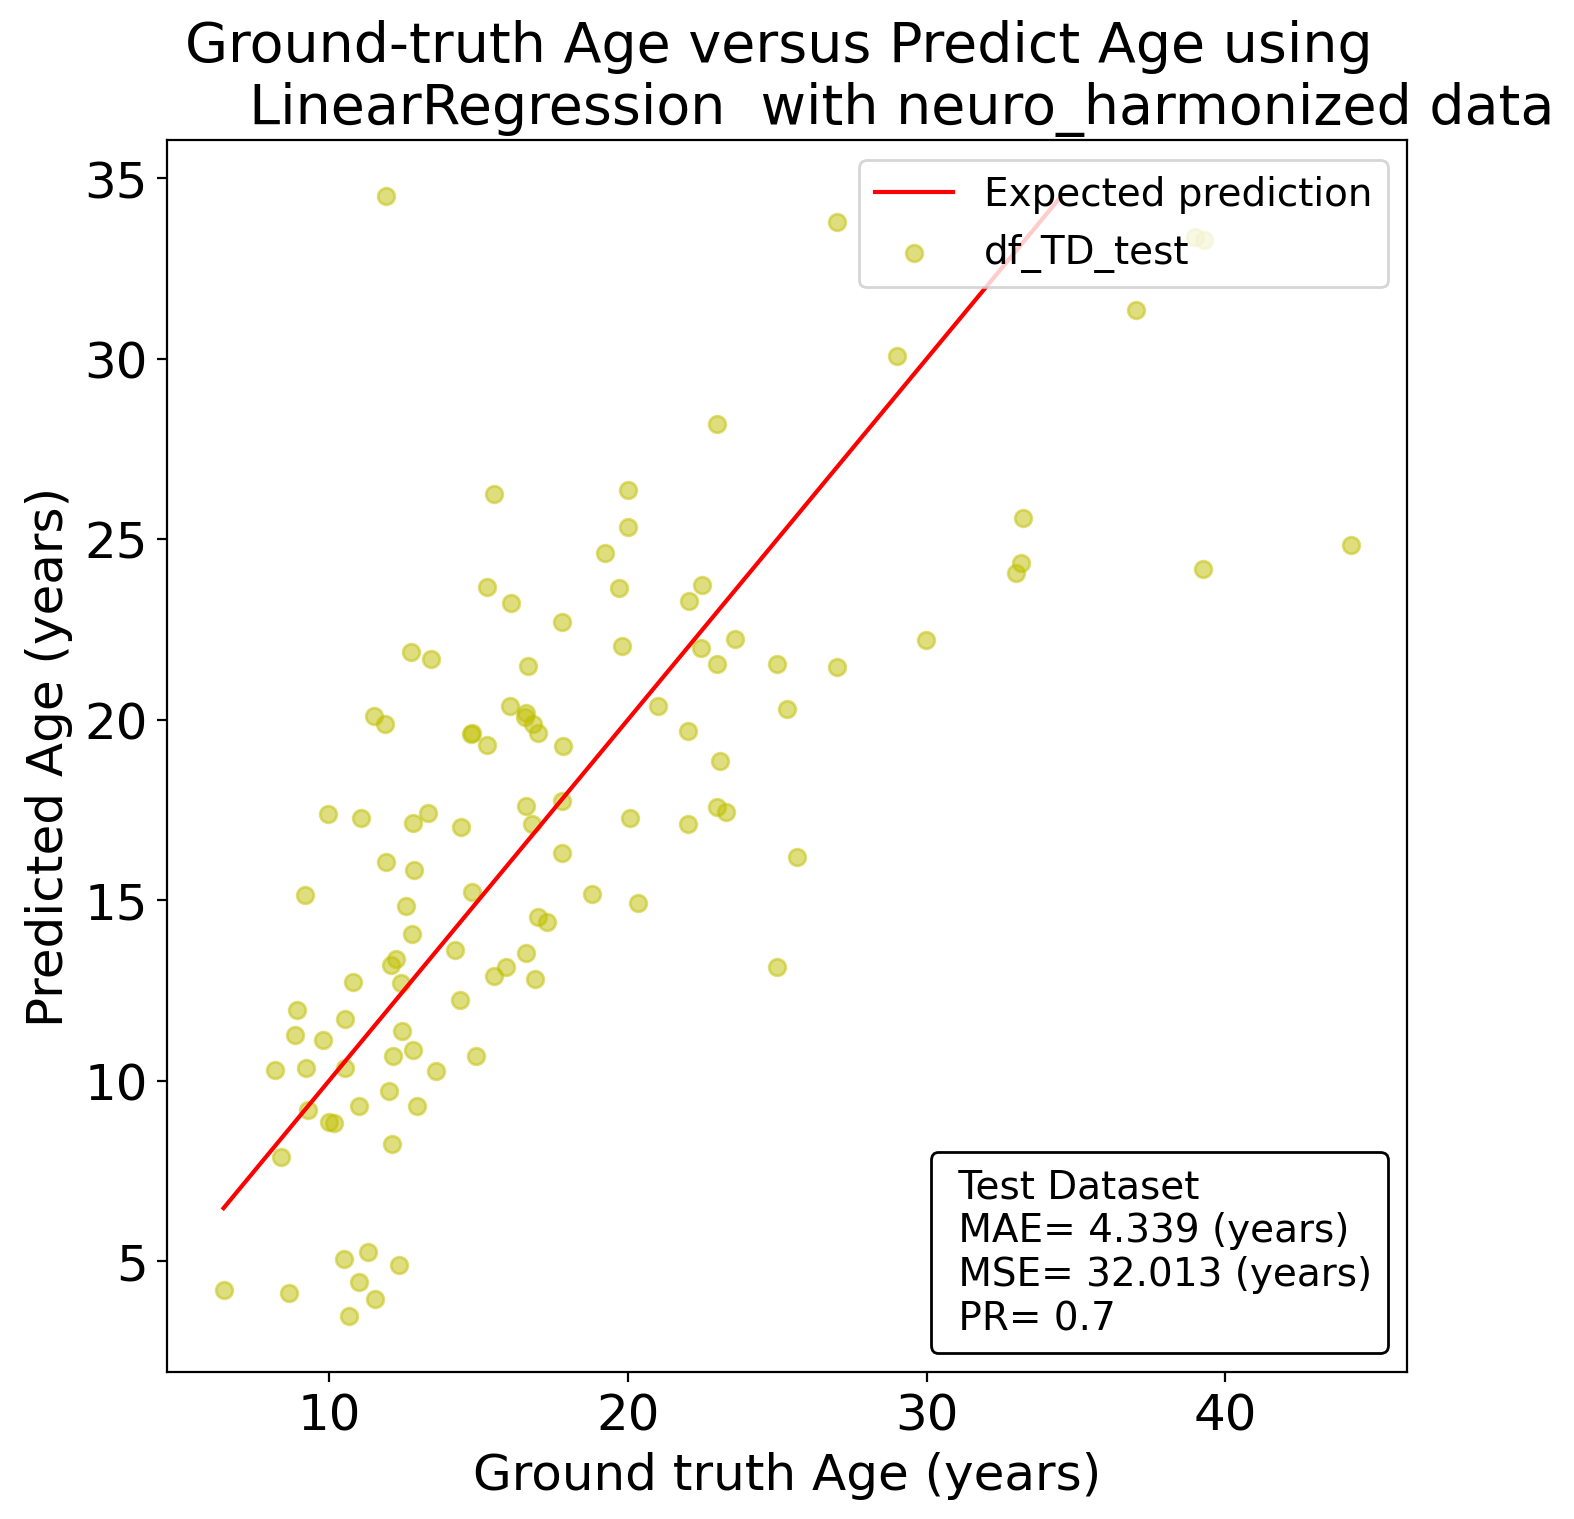 Ground-truth Age versus Predict Age using
LinearRegression  with neuro_harmonized data
Expected prediction
df_TD_test
35
30
25
20
15
10
5
Predicted Age (years)
Test Dataset
MAE= 4.339 (years)
MSE= 32.013 (years)
PR= 0.7
10 20 30 40
Ground truth Age (years)